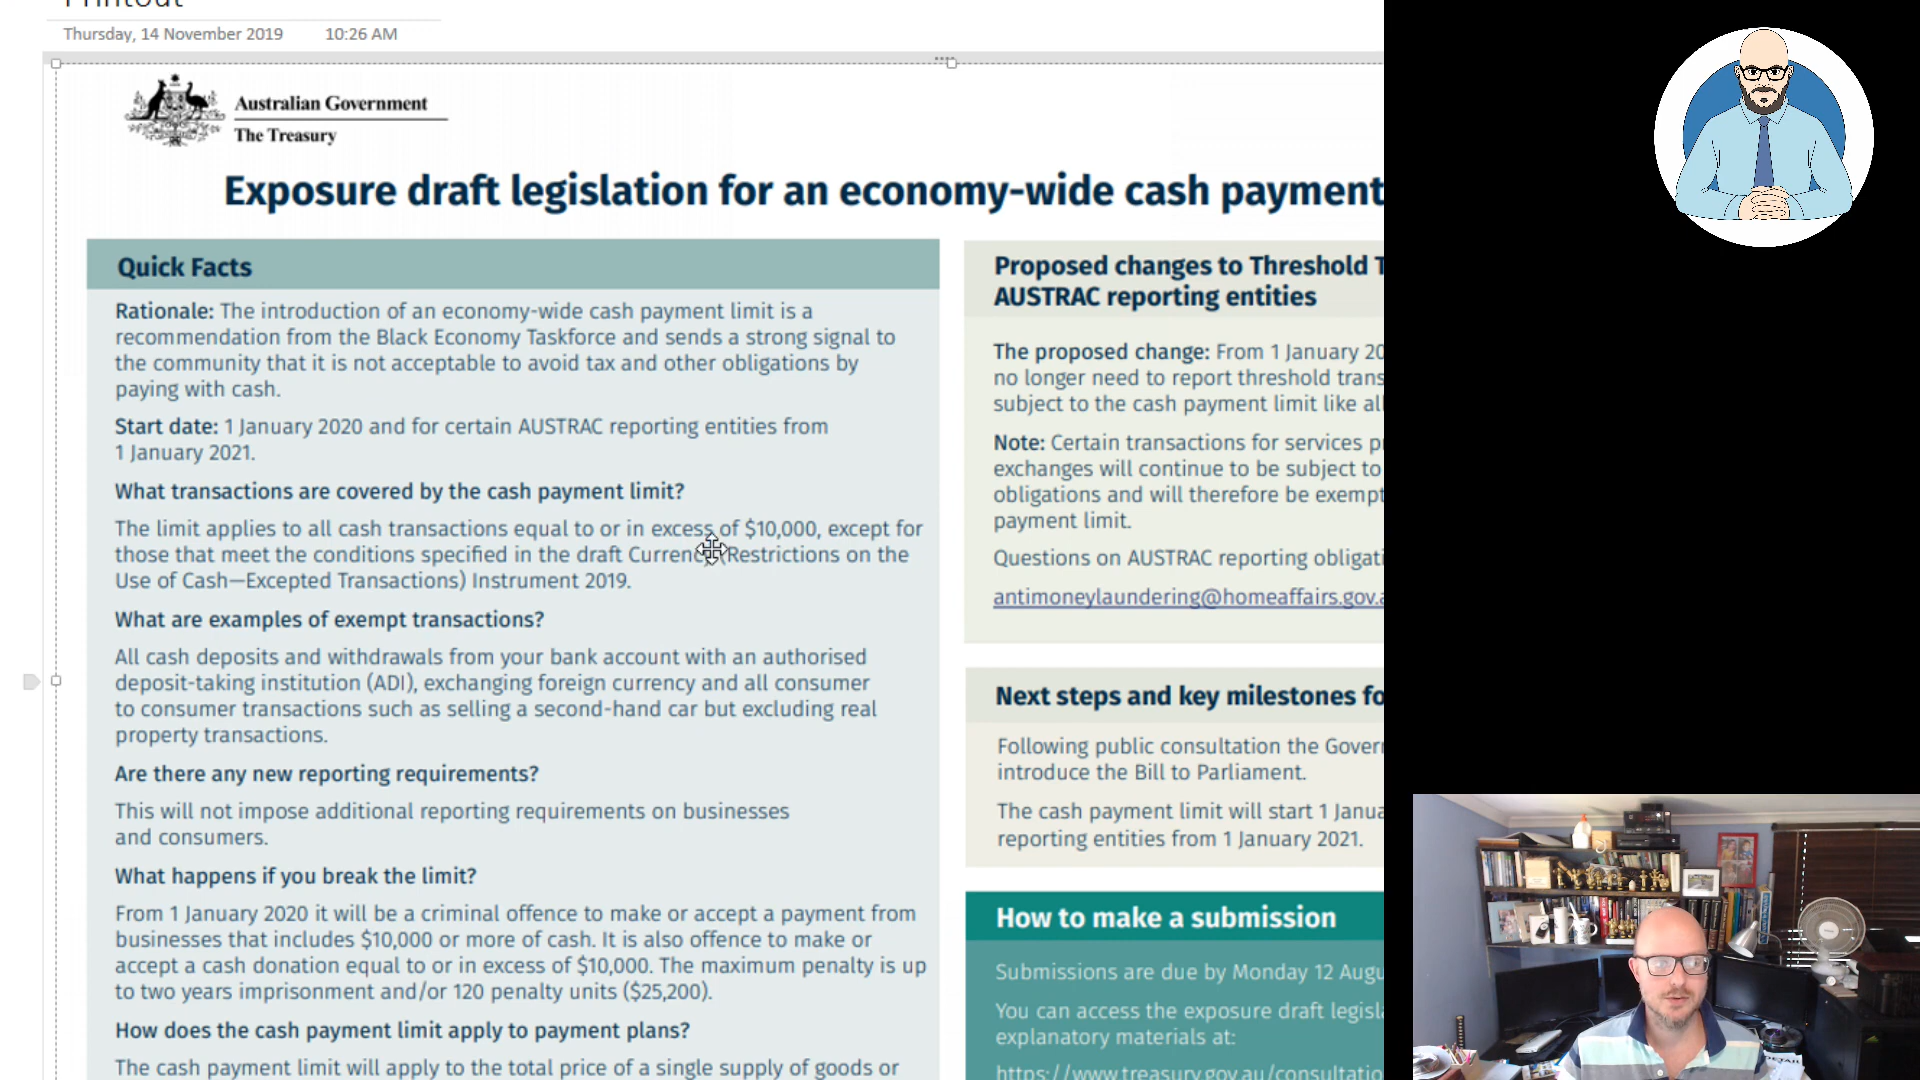 Printout
Thursday, 14 November 2019 10:26 AM
Australian Government
The Treasury
Exposure draft legislation for an economy-wide cash payment
Quick Facts
Rationale: The introduction of an economy-wide cash payment limit is a
recommendation from the Black Economy Taskforce and sends a strong signal to
the community that it is not acceptable to avoid tax and other obligations by
paying with cash.
Start date: 1 January 2020 and for certain AUSTRAC reporting entities from
1 January 2021.
What transactions are covered by the cash payment limit?
The limit applies to all cash transactions equal to or in excess of $10,000, except for
those that meet the conditions specified in the draft Currency (Restrictions on the
Use of Cash—Excepted Transactions) Instrument 2019.
What are examples of exempt transactions?
All cash deposits and withdrawals from your bank account with an authorised
deposit-taking institution (ADI), exchanging foreign currency and all consumer
to consumer transactions such as selling a second-hand car but excluding real
property transactions.
Are there any new reporting requirements?
This will not impose additional reporting requirements on businesses
and consumers.
What happens if you break the limit?
From 1 January 2020 it will be a criminal offence to make or accept a payment from
businesses that includes $10,000 or more of cash. It is also offence to make or
accept a cash donation equal to or in excess of $10,000. The maximum penalty is up
to two years imprisonment and/or 120 penalty units ($25,200).
How does the cash payment limit apply to payment plans?
The cash payment limit will apply to the total price of a single supply of goods or
Proposed changes to Threshold T
AUSTRAC reporting entities
The proposed change: From 1 January 20
no longer need to report threshold trans
subject to the cash payment limit like al
Note: Certain transactions for services p
exchanges will continue to be subject to
obligations and will therefore be exempt
payment limit.
Questions on AUSTRAC reporting obligati
antimoneylaundering@homeaffairs.gov.a
Next steps and key milestones fo
Following public consultation the Gover
introduce the Bill to Parliament.
The cash payment limit will start 1 Janua
reporting entities from 1 January 2021.
How to make a submission
Submissions are due by Monday 12 Augu
You can access the exposure draft legisla
explanatory materials at:
https://www.treasury.gov.au/consultatio